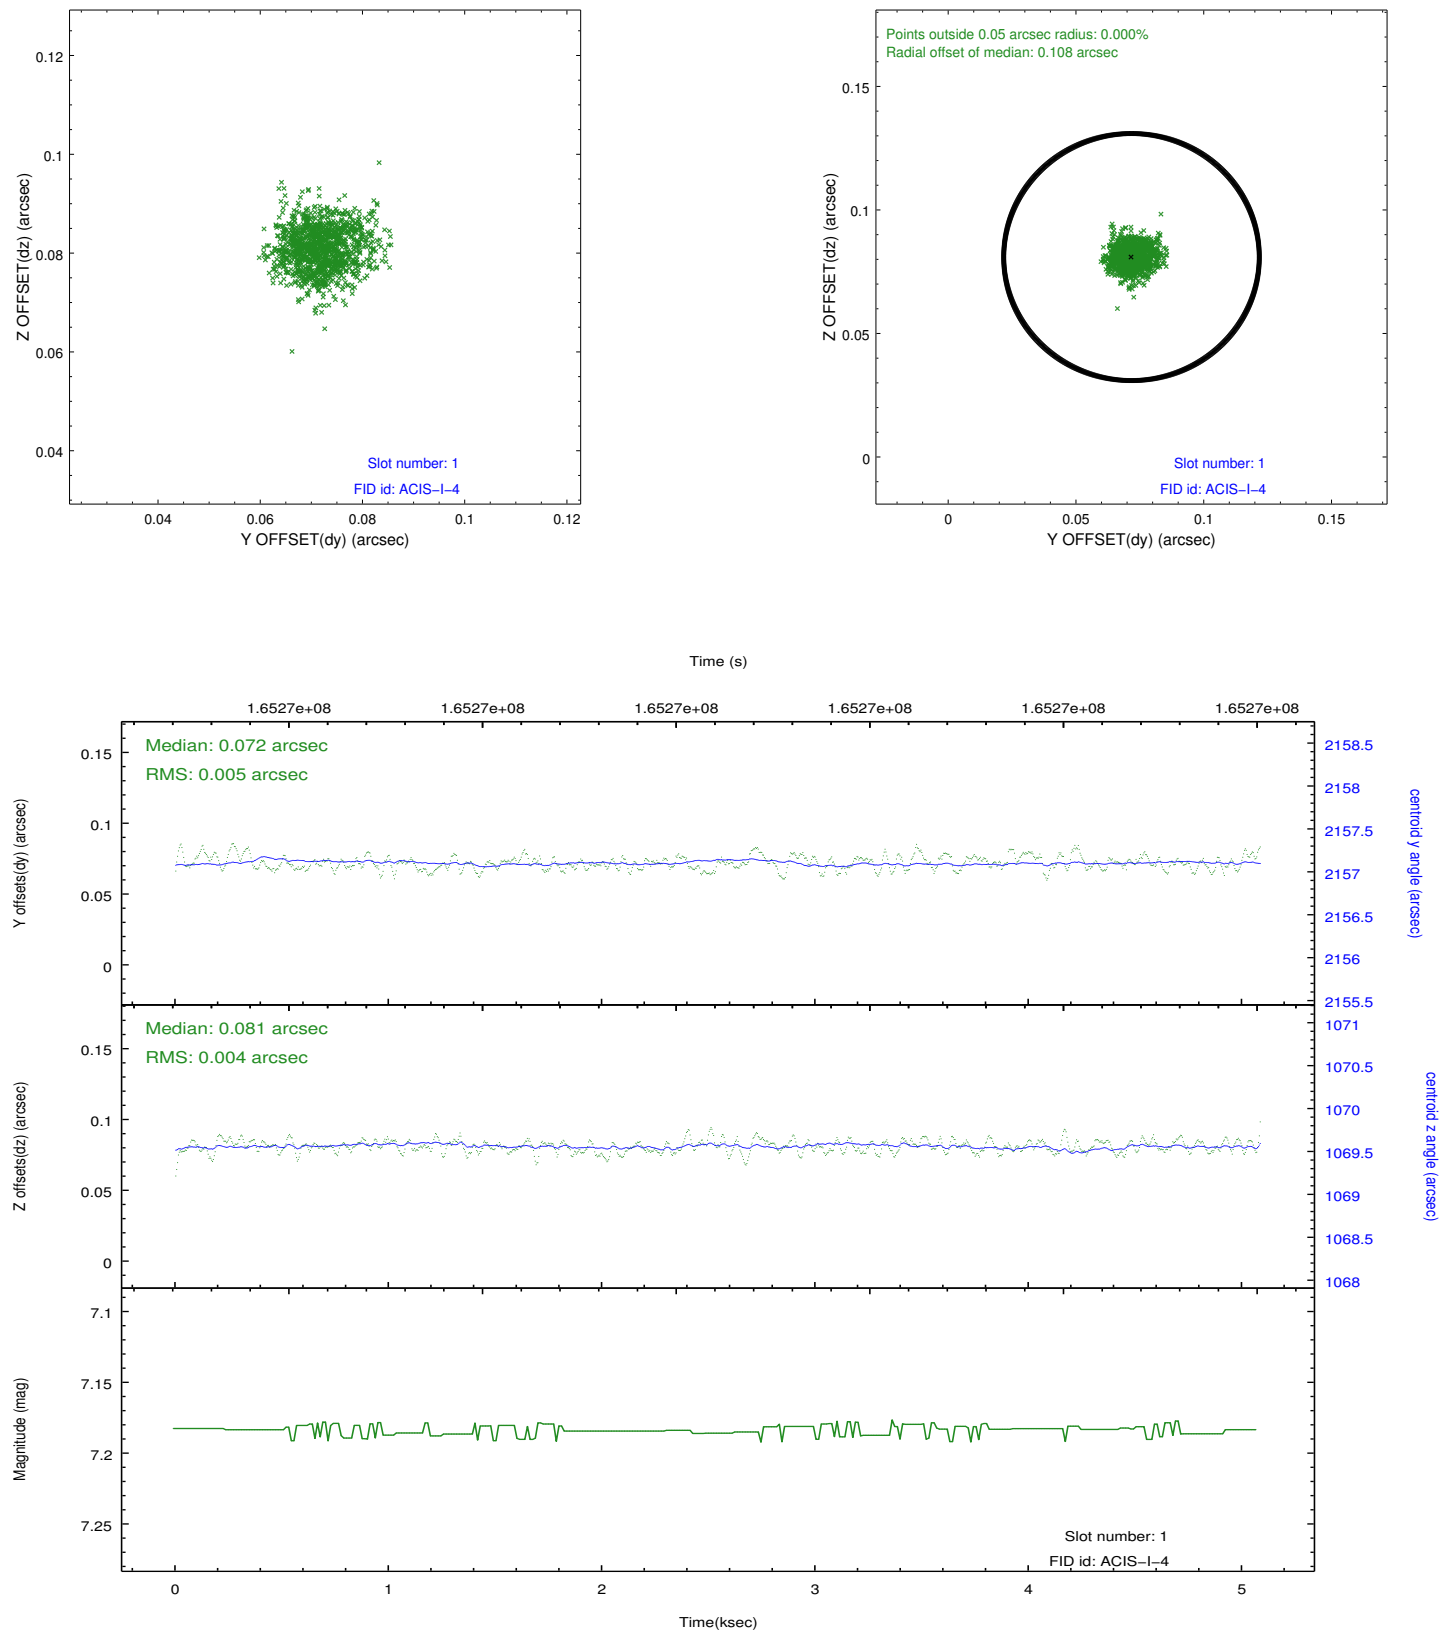 0.12
0.1
0.08
0.06
0.04
Z OFFSET(dz) (arcsec)
Slot number: 1
FID id: ACIS−I−4
0.04 0.06 0.08 0.1 0.12
Y OFFSET(dy) (arcsec)
Points outside 0.05 arcsec radius: 0.000%
Radial offset of median: 0.108 arcsec
0.15
0.1
0.05
0
Z OFFSET(dz) (arcsec)
Slot number: 1
FID id: ACIS−I−4
0 0.05 0.1 0.15
Y OFFSET(dy) (arcsec)
Time (s)
1.6527e+08 1.6527e+08 1.6527e+08 1.6527e+08 1.6527e+08 1.6527e+08
Median: 0.072 arcsec
RMS: 0.005 arcsec
0.15
0.1
0.05
0
Y offsets(dy) (arcsec)
2158.5
2158
2157.5
2157
2156.5
2156
2155.5
centroid y angle (arcsec)
Median: 0.081 arcsec
RMS: 0.004 arcsec
0.15
0.1
0.05
0
Z offsets(dz) (arcsec)
1071
1070.5
1070
1069.5
1069
1068.5
1068
centroid z angle (arcsec)
7.1
7.15
7.2
7.25
Magnitude (mag)
Slot number: 1
FID id: ACIS−I−4
0 1 2 3 4 5
Time(ksec)